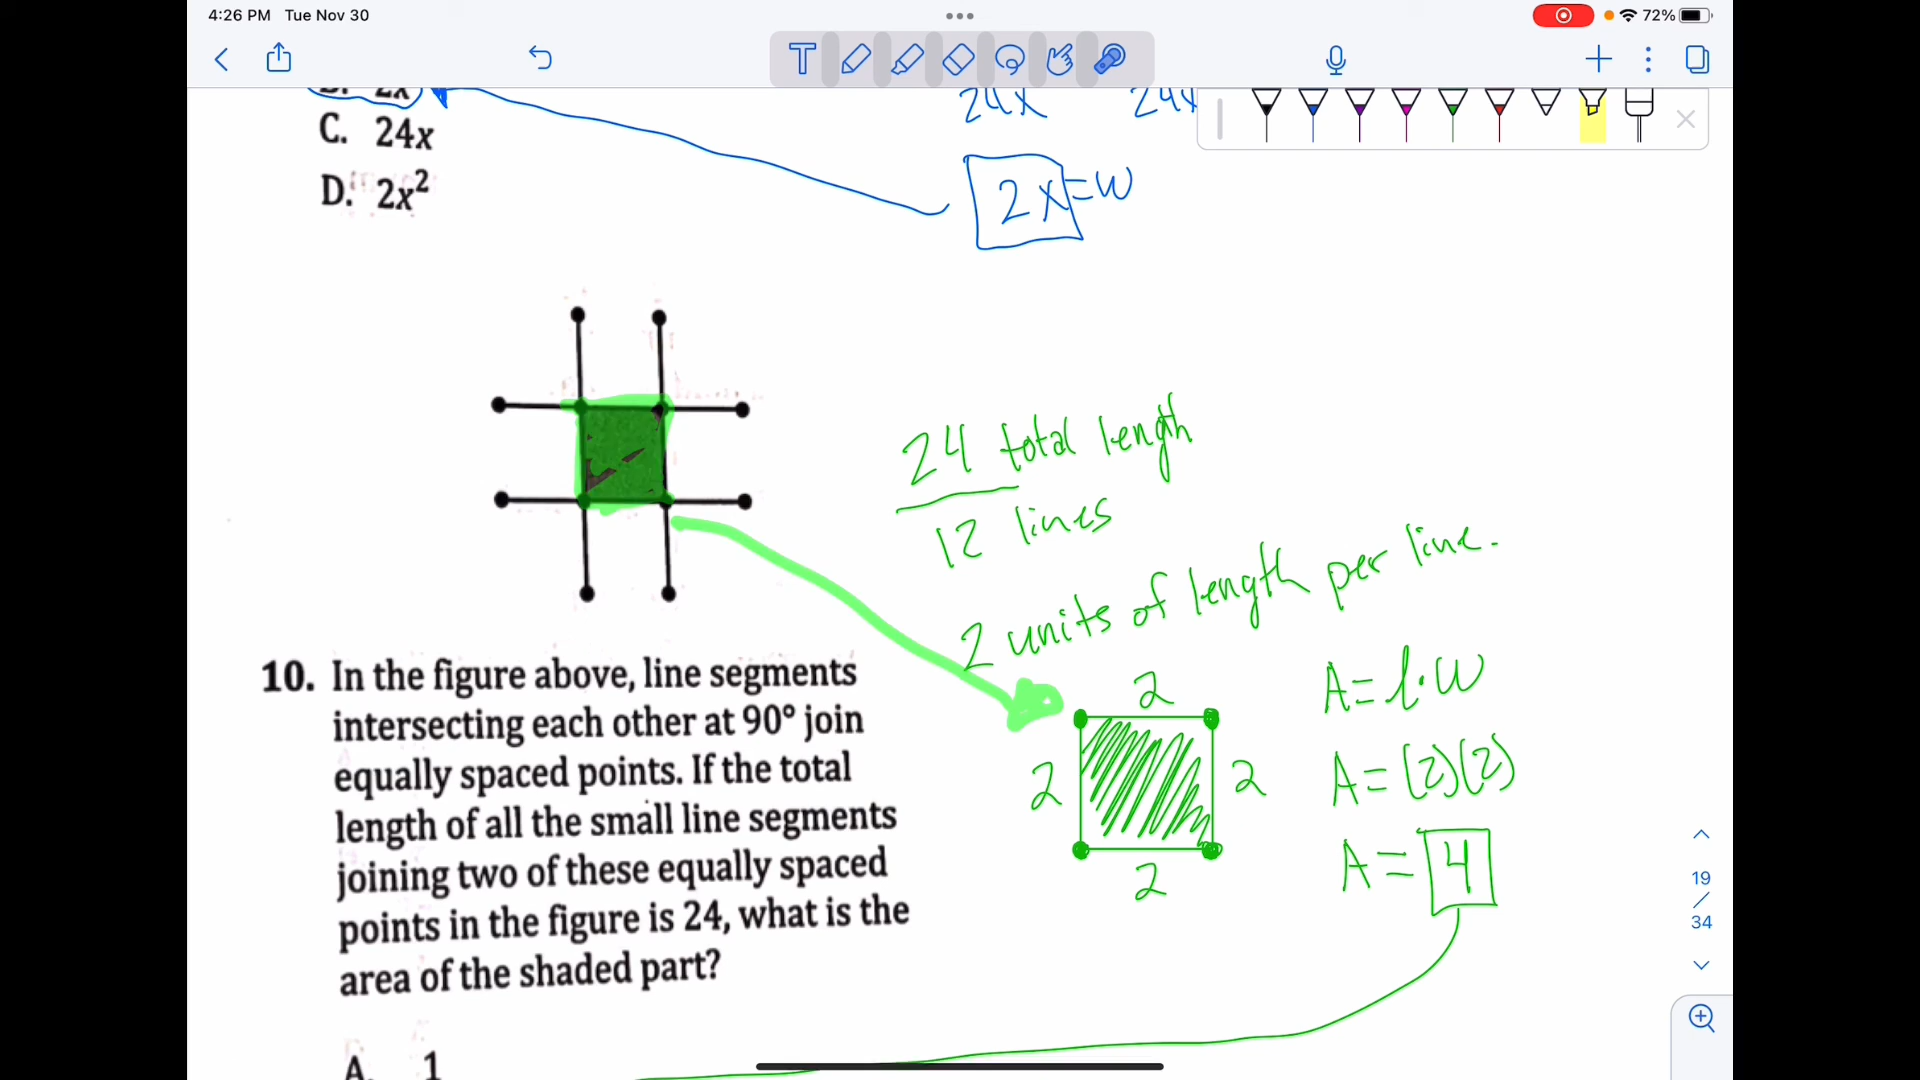 4:26 PM Tue Nov 30
72%
T
B. 2x
24x 24x
C. 24x
D. 2x²
2x = w
24 total length
12 lines
2 units of length per line.
10. In the figure above, line segments
intersecting each other at 90° join
equally spaced points. If the total
length of all the small line segments
joining two of these equally spaced
points in the figure is 24, what is the
area of the shaded part?
2
2
2
2
A = l·w
A = (2)(2)
A = 4
A. 1
19
/
34